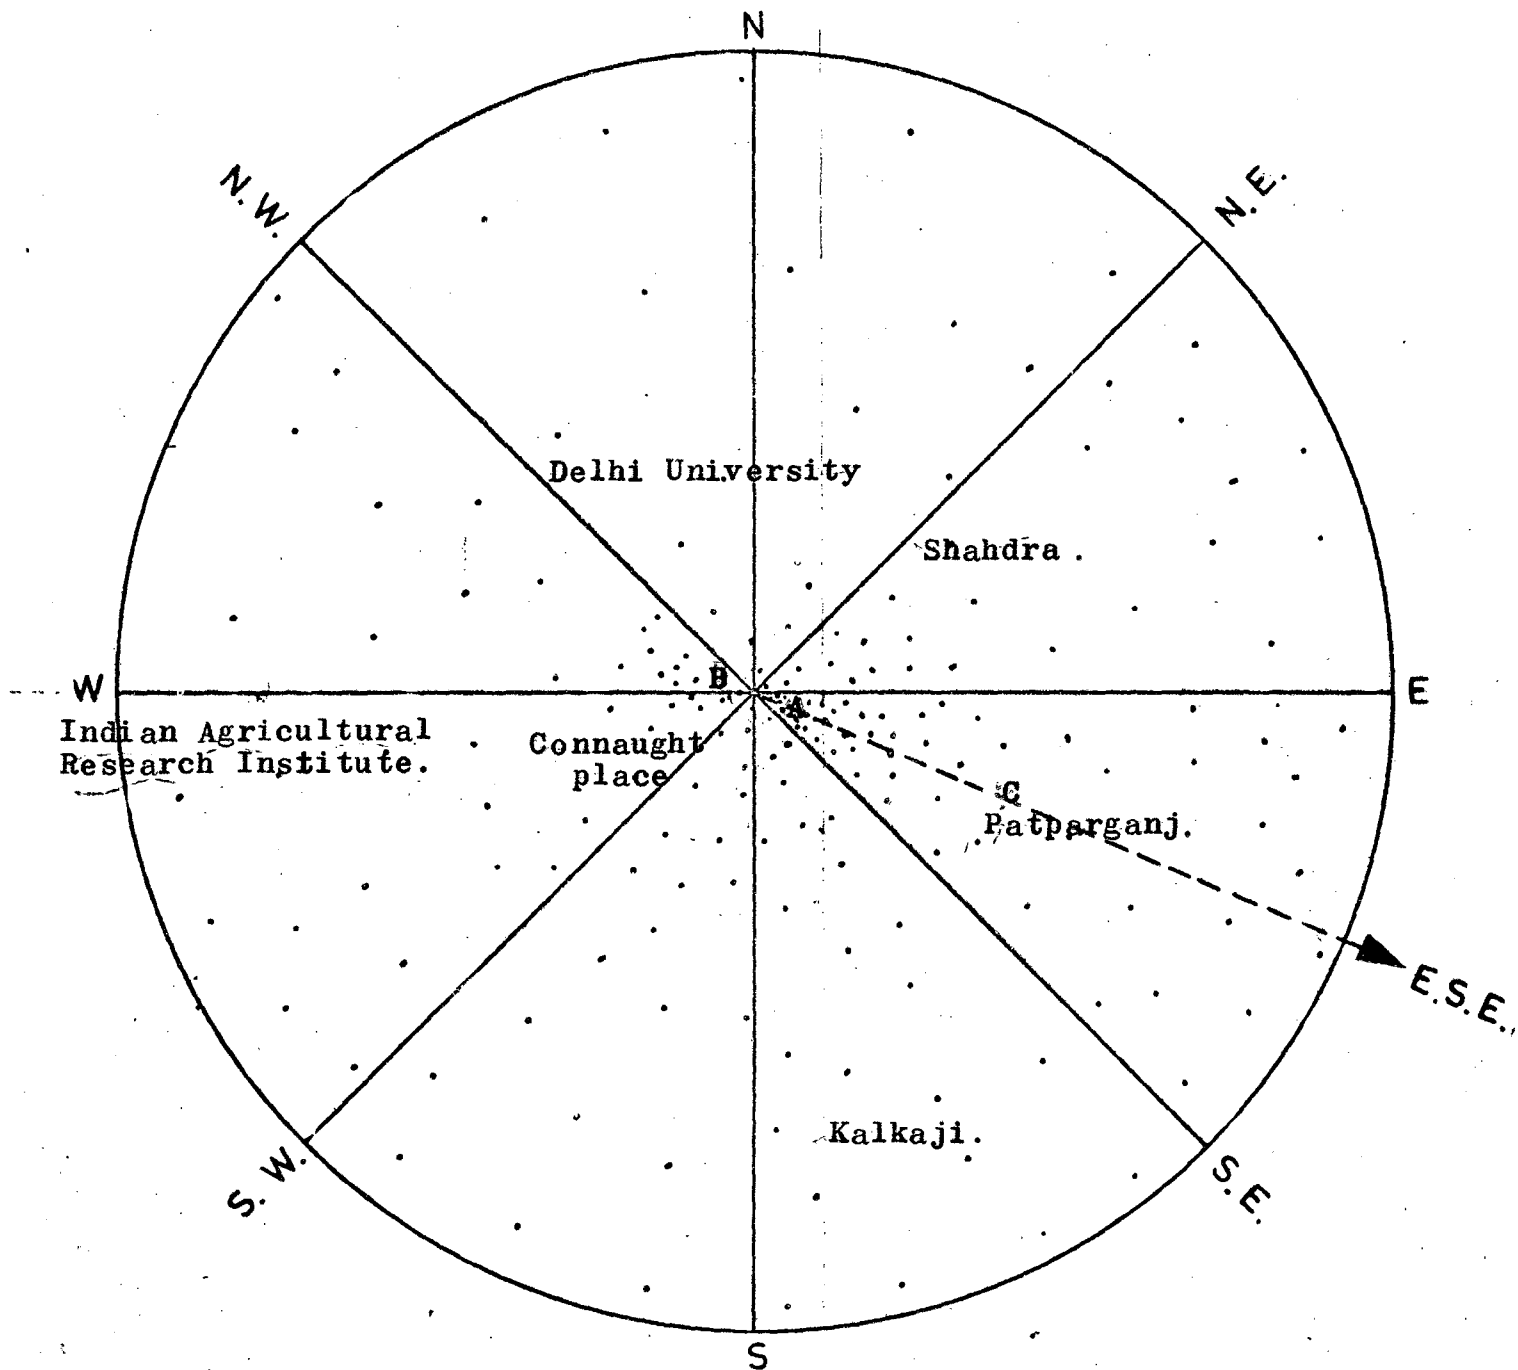 N
N.W.
N.E.
Delhi University
Shahdra .
B
W
E
A
Indian Agricultural
Research Institute.
Connaught
place
C
Patparganj.
E.S.E.
Kalkaji.
S.W.
S.E.
S